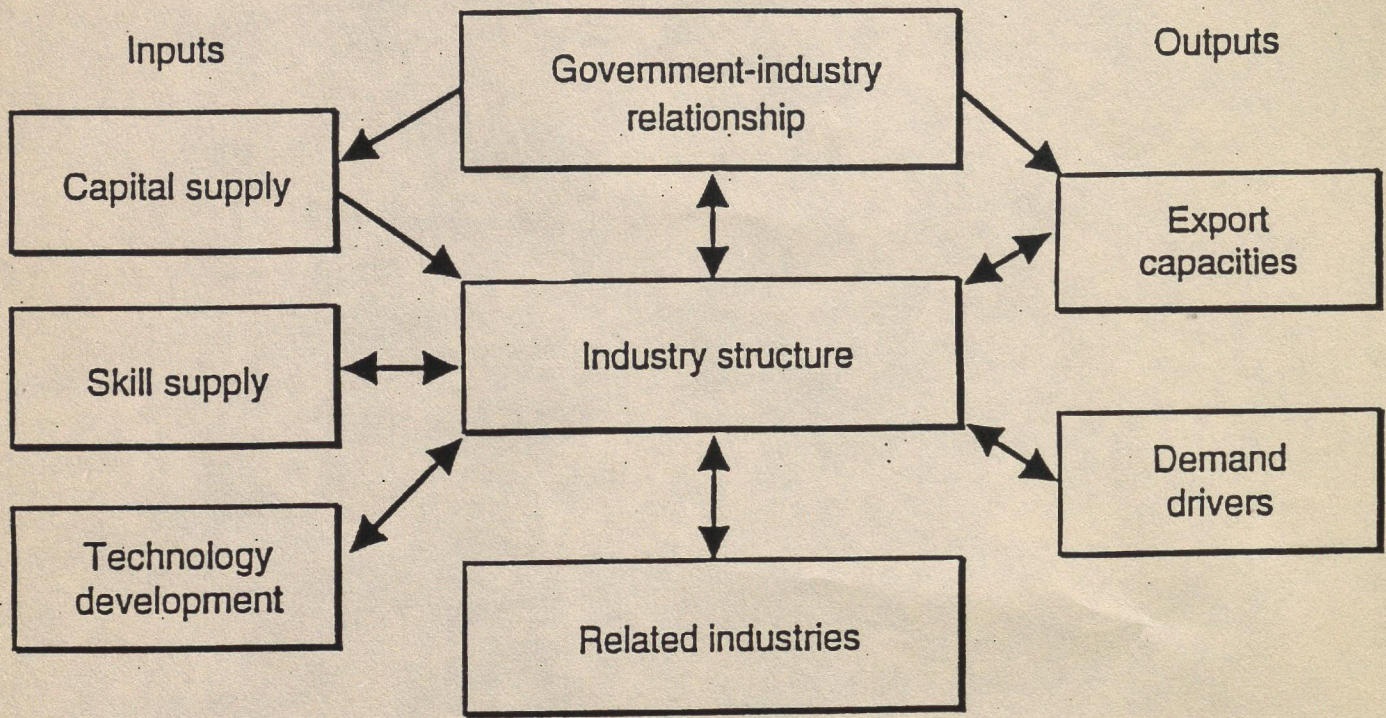 Inputs
Government-industry
relationship
Outputs
Capital supply
Export
capacities
Skill supply
Industry structure
Demand
drivers
Technology
development
Related industries